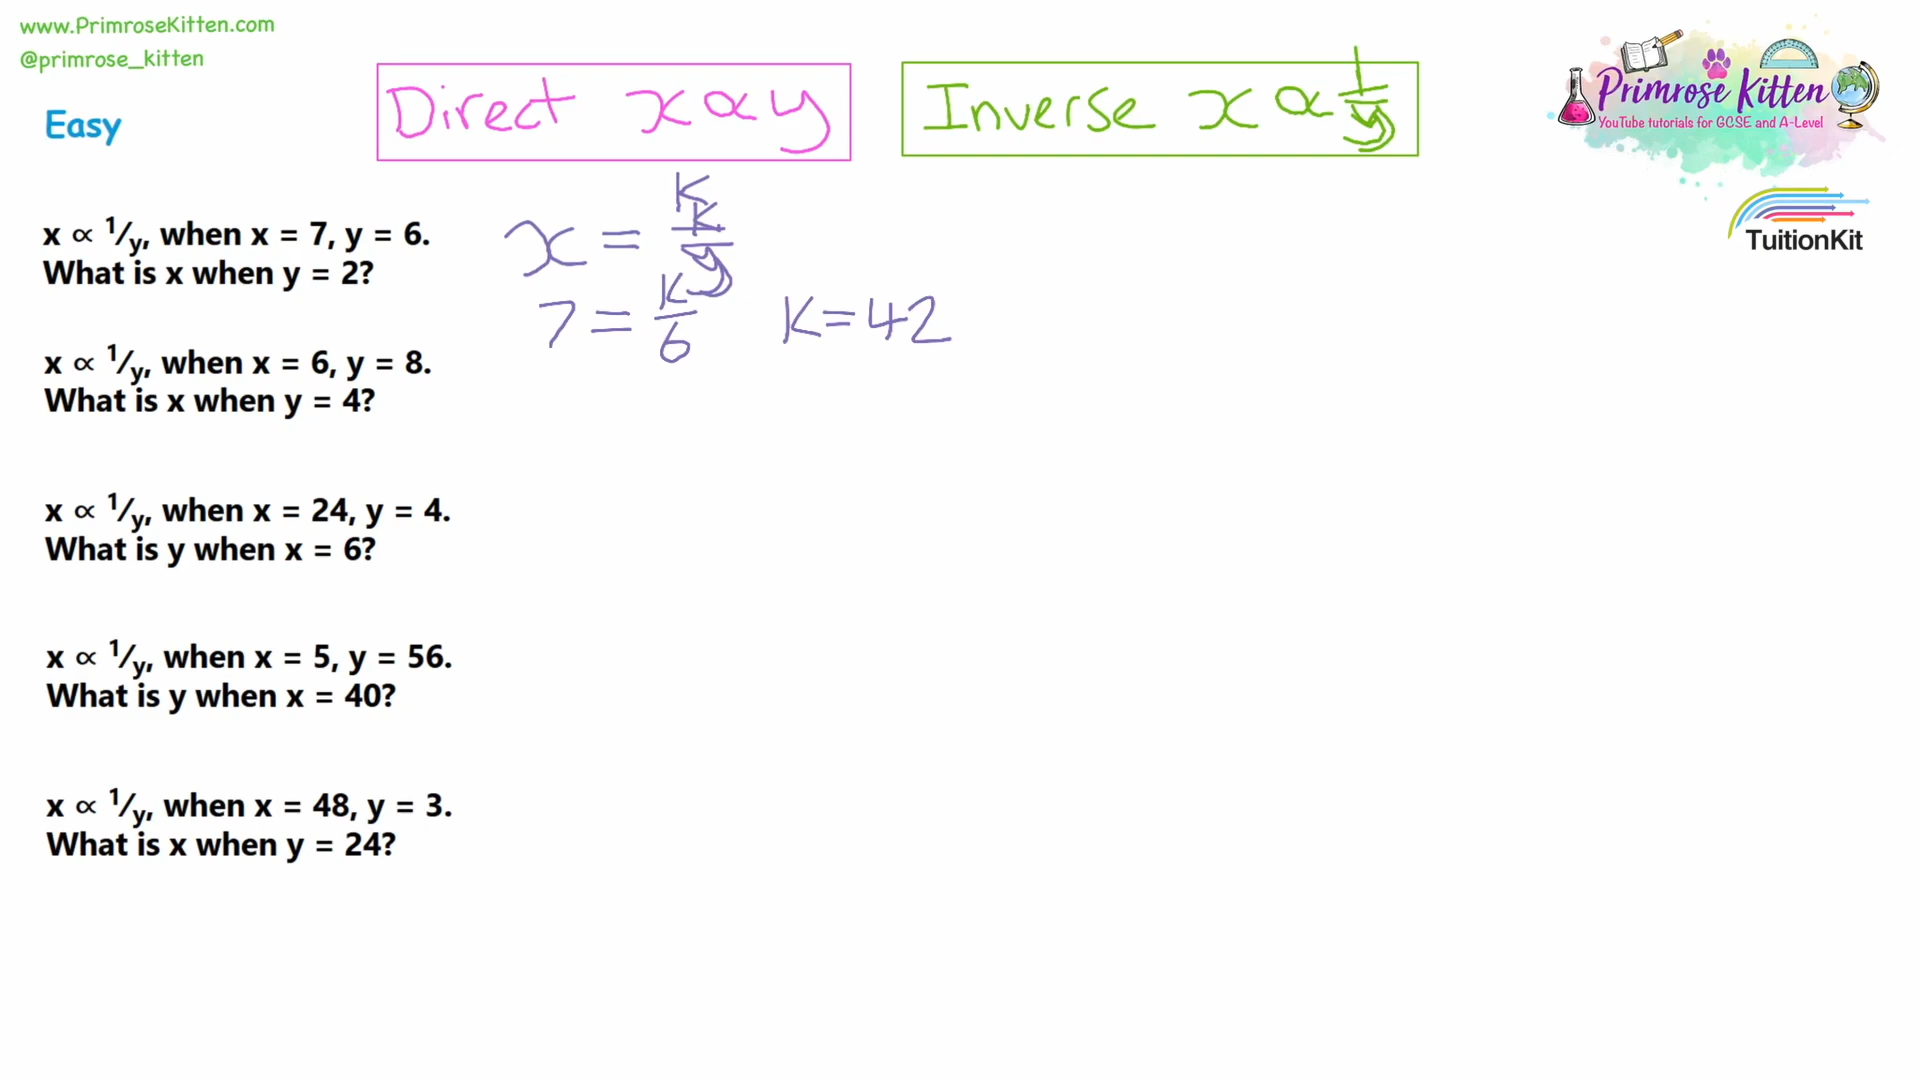 www.PrimroseKitten.com
@primrose_kitten
Easy
Direct x ∝ y
Inverse x ∝ 1/y
Primrose Kitten
YouTube tutorials for GCSE and A-Level
TuitionKit
x ∝ 1/y, when x = 7, y = 6.
What is x when y = 2?
K
x = K/y
7 = K/6 K = 42
x ∝ 1/y, when x = 6, y = 8.
What is x when y = 4?
x ∝ 1/y, when x = 24, y = 4.
What is y when x = 6?
x ∝ 1/y, when x = 5, y = 56.
What is y when x = 40?
x ∝ 1/y, when x = 48, y = 3.
What is x when y = 24?